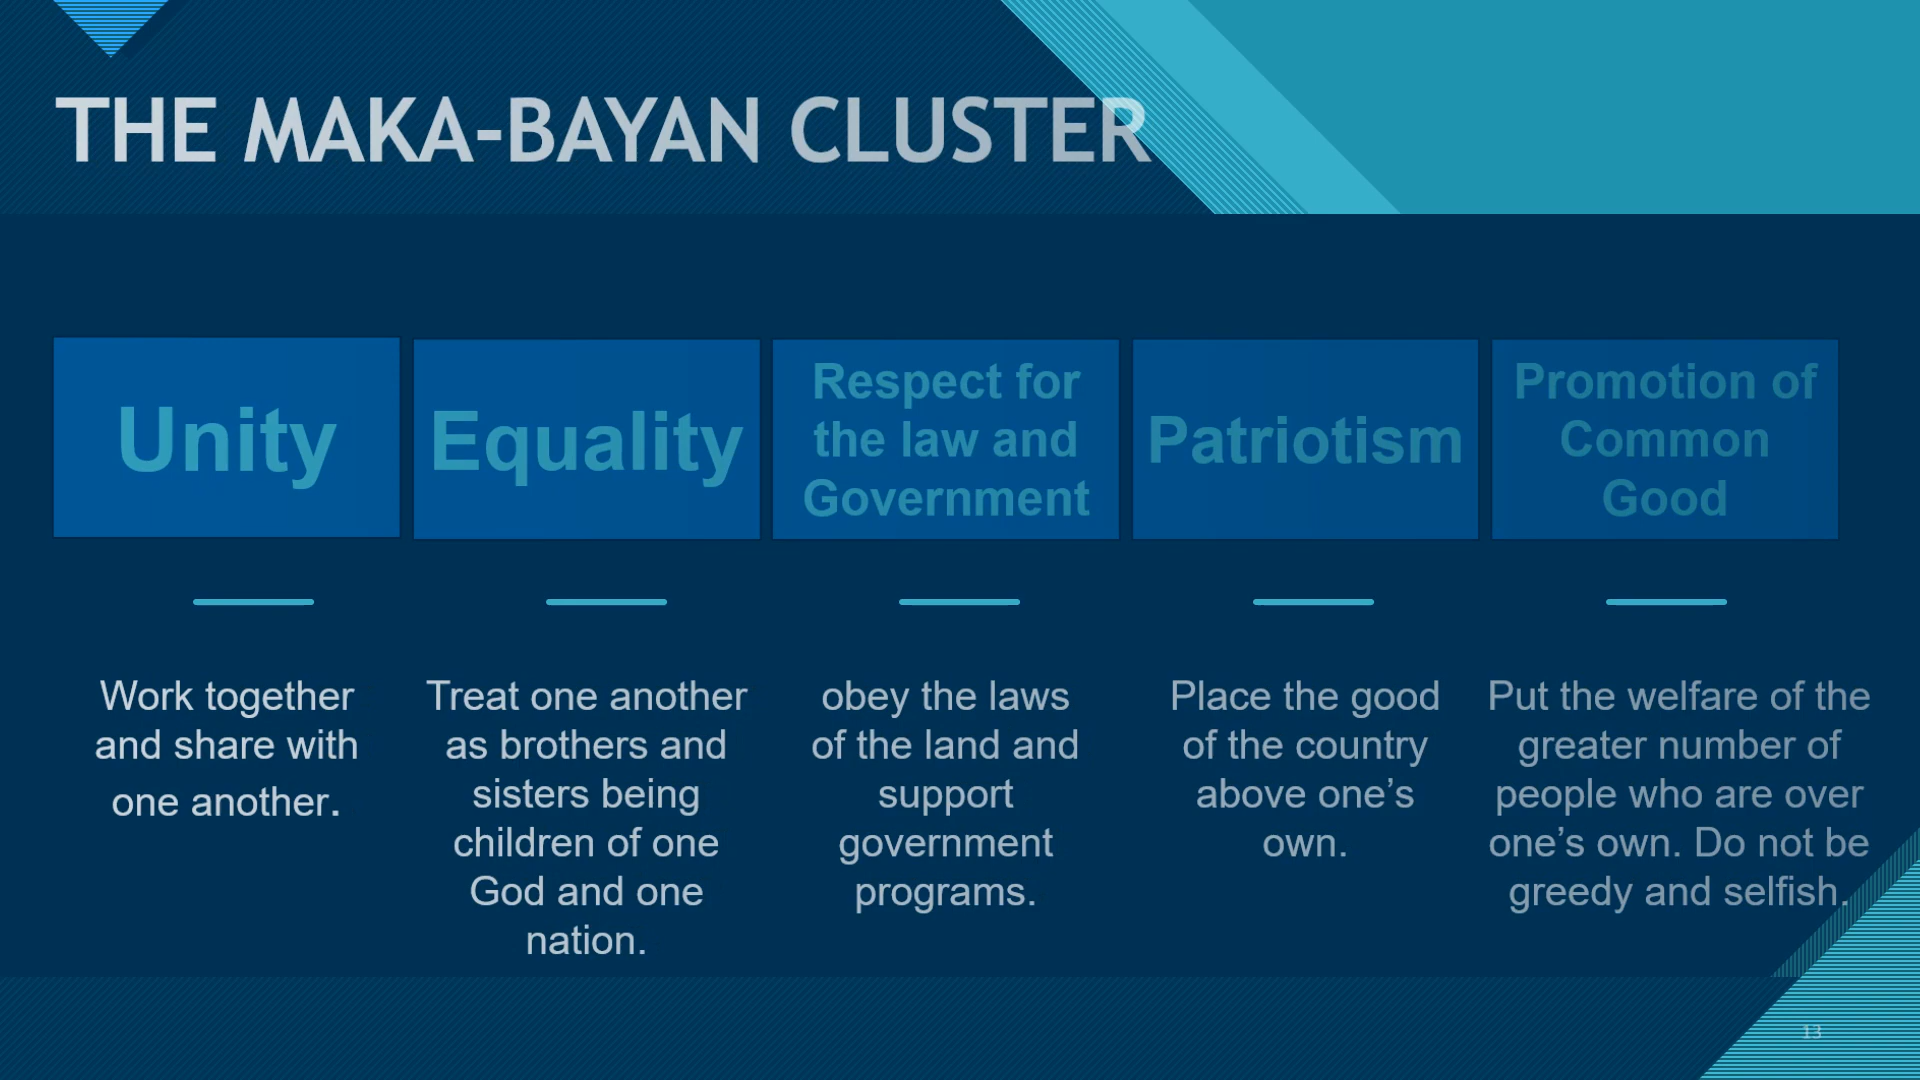 THE MAKA-BAYAN CLUSTER
Unity
Work together
and share with
one another.
Equality
Treat one another
as brothers and
sisters being
children of one
God and one
nation.
Respect for
the law and
Government
obey the laws
of the land and
support
government
programs.
Patriotism
Place the good
of the country
above one’s
own.
Promotion of
Common
Good
Put the welfare of the
greater number of
people who are over
one’s own. Do not be
greedy and selfish.
13